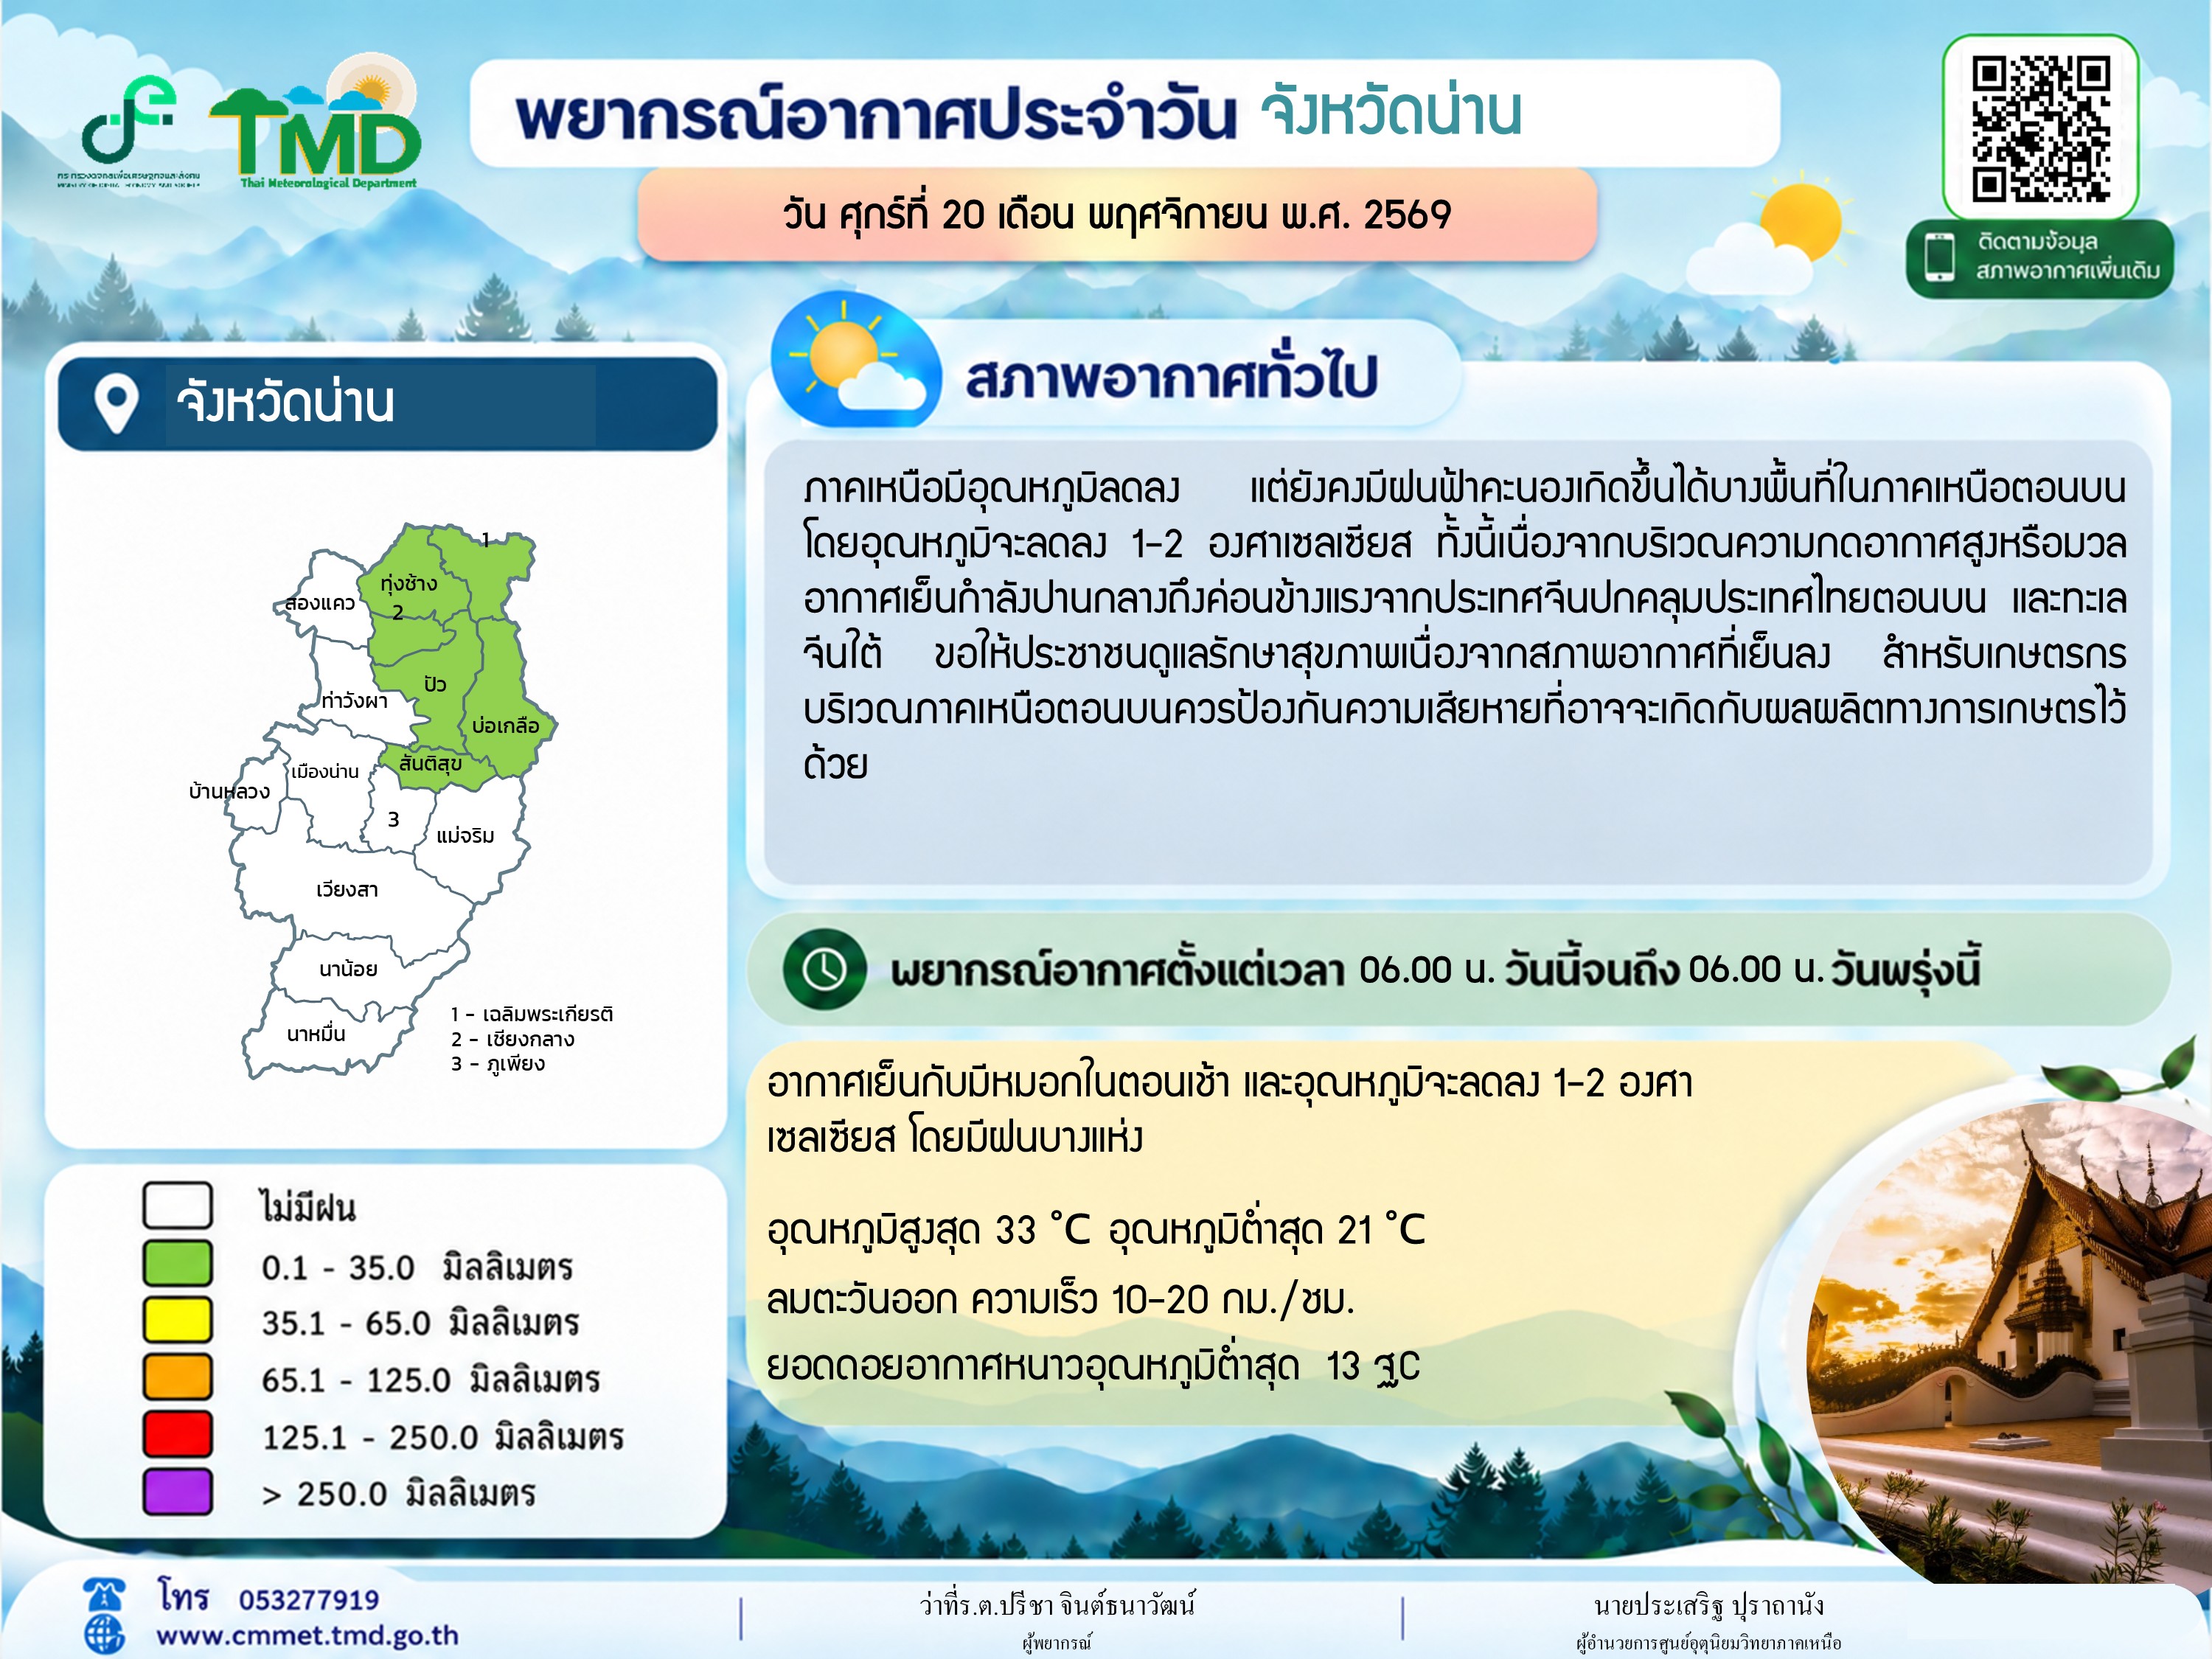 พยากรณ์อากาศประจำวัน จังหวัดน่าน
TMD
Thai Meteorological Department
วัน ศุกร์ที่ 20 เดือน พฤศจิกายน พ.ศ. 2569
สภาพอากาศเพิ่นเดิม
จังหวัดน่าน
1
ทุ่งช้าง
สองแคว
2
ปัว
ท่าวังผา
บ่อเกลือ
สันติสุข
เมืองน่าน
บ้านหลวง
3
แม่จริม
เวียงสา
นาน้อย
นาหมื่น
1 - เฉลิมพระเกียรติ
2 - เชียงกลาง
3 - ภูเพียง
ไม่มีฝน
0.1 - 35.0 มิลลิเมตร
35.1 - 65.0 มิลลิเมตร
65.1 - 125.0 มิลลิเมตร
125.1 - 250.0 มิลลิเมตร
> 250.0 มิลลิเมตร
สภาพอากาศทั่วไป
ภาคเหนือมีอุณหภูมิลดลง แต่ยังคงมีฝนฟ้าคะนองเกิดขึ้นได้บางพื้นที่ในภาคเหนือตอนบน
โดยอุณหภูมิจะลดลง 1-2 องศาเซลเซียส ทั้งนี้เนื่องจากบริเวณความกดอากาศสูงหรือมวล
อากาศเย็นกำลังปานกลางถึงค่อนข้างแรงจากประเทศจีนปกคลุมประเทศไทยตอนบน และทะเล
จีนใต้ ขอให้ประชาชนดูแลรักษาสุขภาพเนื่องจากสภาพอากาศที่เย็นลง สำหรับเกษตรกร
บริเวณภาคเหนือตอนบนควรป้องกันความเสียหายที่อาจจะเกิดกับผลผลิตทางการเกษตรไว้
ด้วย
พยากรณ์อากาศตั้งแต่เวลา 06.00 น. วันนี้จนถึง 06.00 น. วันพรุ่งนี้
อากาศเย็นกับมีหมอกในตอนเช้า และอุณหภูมิจะลดลง 1-2 องศา
เซลเซียส โดยมีฝนบางแห่ง
อุณหภูมิสูงสุด 33 °C อุณหภูมิต่ำสุด 21 °C
ลมตะวันออก ความเร็ว 10-20 กม./ชม.
ยอดดอยอากาศหนาวอุณหภูมิต่ำสุด 13 ฐC
โทร 053277919
www.cmmet.tmd.go.th
ว่าที่ร.ต.ปรีชา จินต์ธนาวัฒน์
ผู้พยากรณ์
นายประเสริฐ ปุราถานัง
ผู้อำนวยการศูนย์อุตุนิยมวิทยาภาคเหนือ